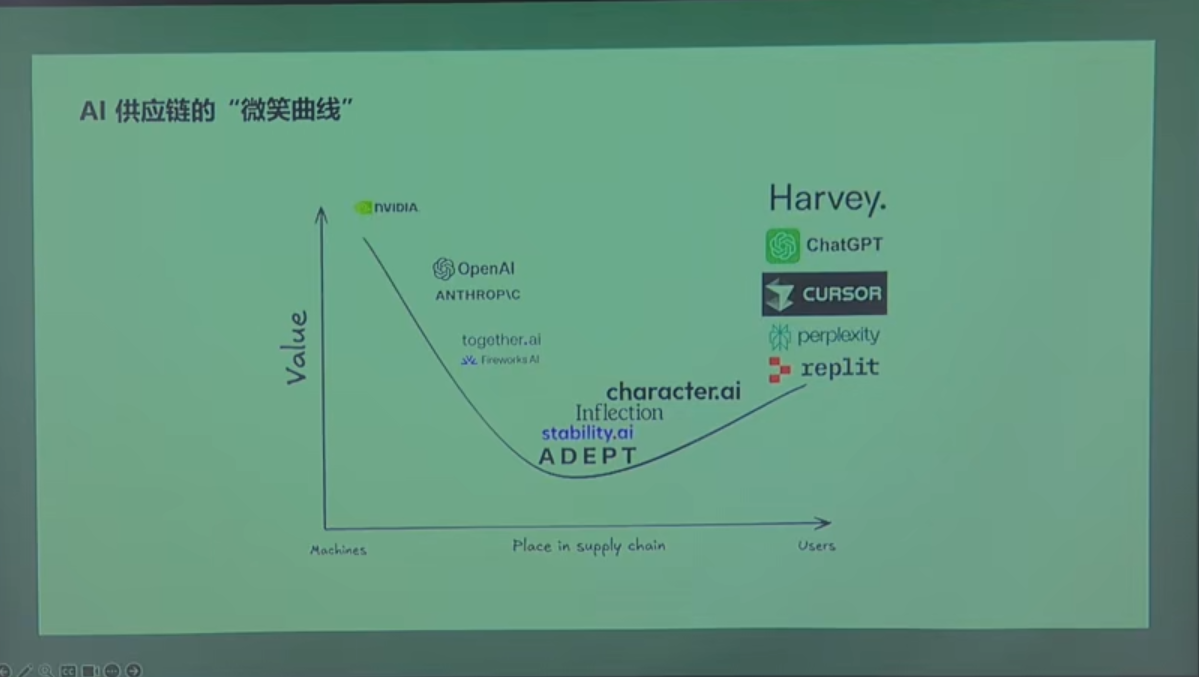 AI 供应链的“微笑曲线”
NVIDIA
Harvey.
ChatGPT
OpenAI
ANTHROP\C
CURSOR
Value
together.ai
Fireworks AI
perplexity
replit
character.ai
Inflection
stability.ai
ADEPT
Machines
Place in supply chain
Users